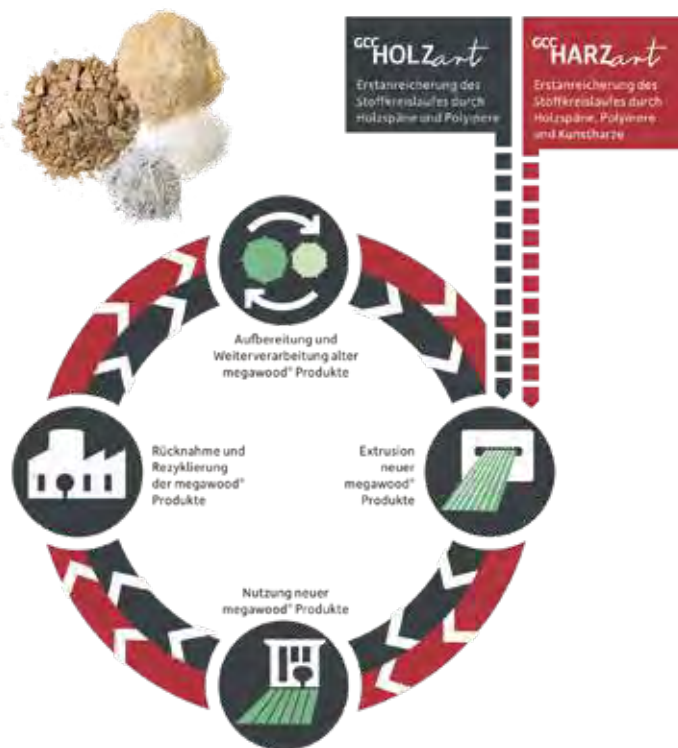 GCC HOLZart
Erstanreicherung des
Stoffkreislaufes durch
Holzspäne und Polymere
GCC HARZart
Erstanreicherung des
Stoffkreislaufes durch
Holzspäne, Polymere
und Kunstharze
Aufbereitung und
Weiterverarbeitung alter
megawood® Produkte
Rücknahme und
Rezyklierung
der megawood®
Produkte
Extrusion
neuer
megawood®
Produkte
Nutzung neuer
megawood® Produkte